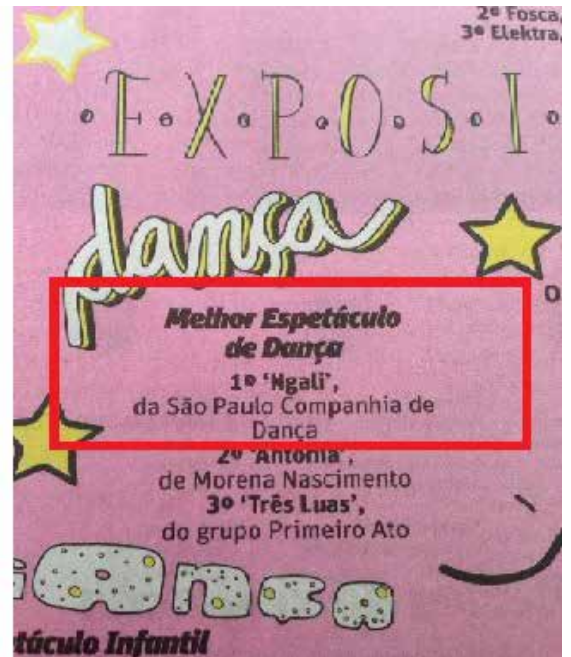 2º Fosca,
3º Elektra,
E X P O S I
dança
Melhor Espetáculo
de Dança
1º 'Ngali',
da São Paulo Companhia de
Dança
2º 'Antonia',
de Morena Nascimento
3º 'Três Luas',
do grupo Primeiro Ato
iança
táculo Infantil